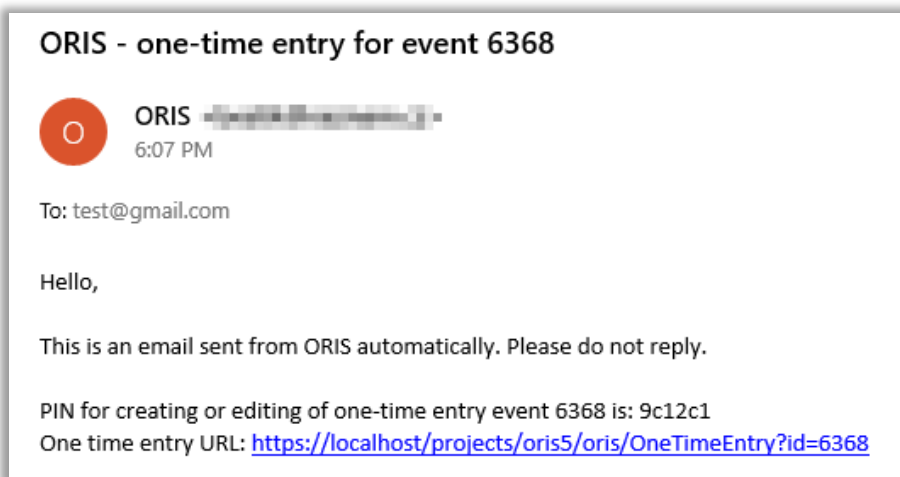 ORIS - one-time entry for event 6368
O
ORIS
6:07 PM
To: test@gmail.com
Hello,
This is an email sent from ORIS automatically. Please do not reply.
PIN for creating or editing of one-time entry event 6368 is: 9c12c1
One time entry URL: https://localhost/projects/oris5/oris/OneTimeEntry?id=6368